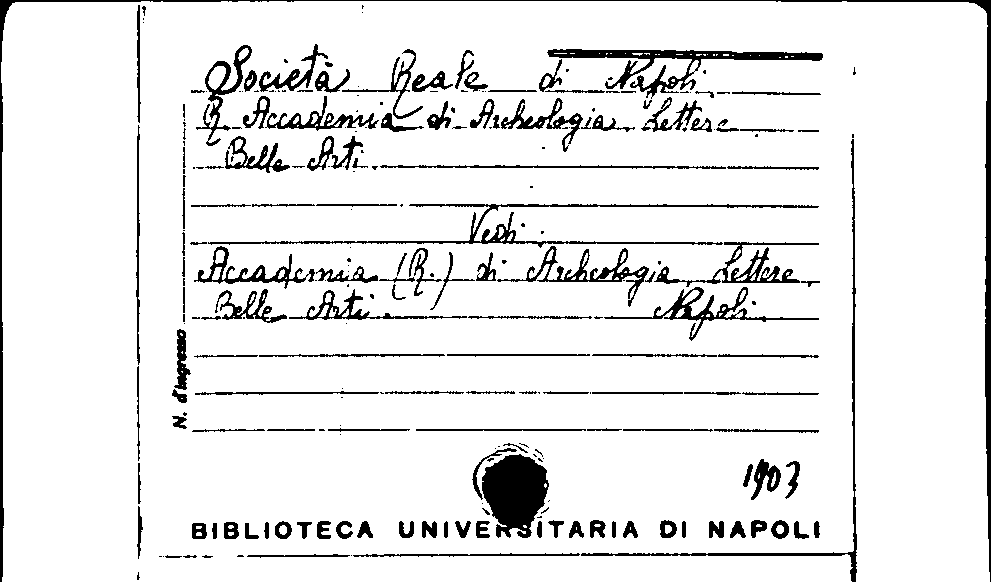 Società Reale di Napoli.
R. Accademia di Archeologia. Lettere
Belle Arti.
Vedi:
Accademia (R.) di Archeologia, Lettere,
Belle Arti. Napoli.
N. d'ingresso
1903
BIBLIOTECA UNIVERSITARIA DI NAPOLI